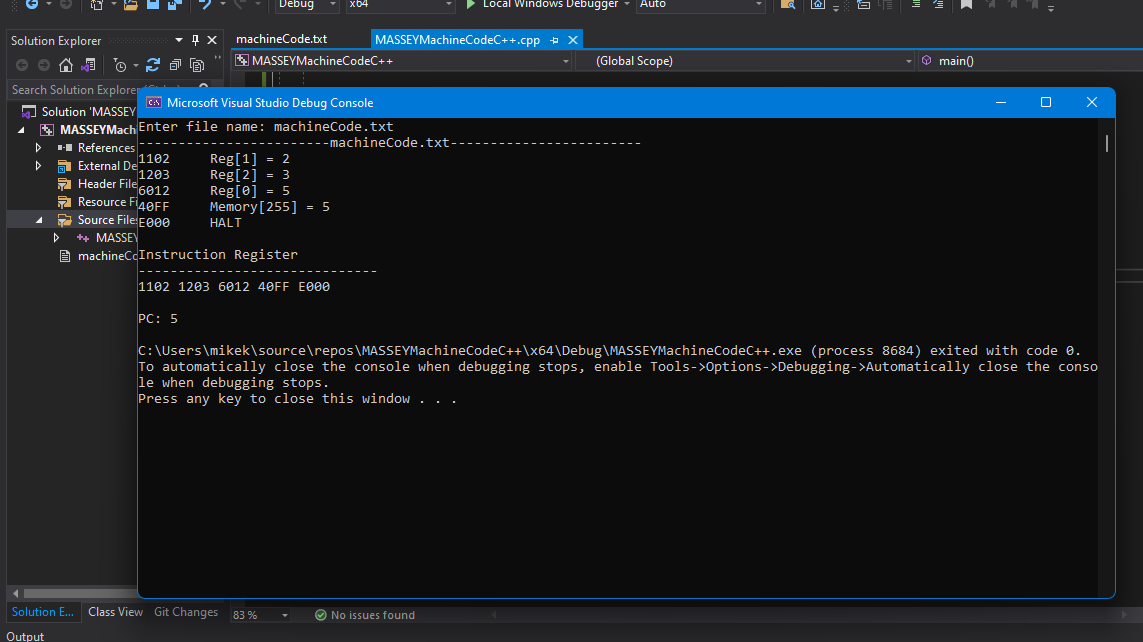 Debug x64 Local Windows Debugger Auto
Solution Explorer
machineCode.txt MASSEYMachineCodeC++.cpp
MASSEYMachineCodeC++ (Global Scope) main()
Search Solution Explorer
Solution 'MASSEY
MASSEYMach
References
External De
Header File
Resource Fi
Source Files
MASSEY
machineCo
Microsoft Visual Studio Debug Console
Enter file name: machineCode.txt
------------------------machineCode.txt------------------------
1102 Reg[1] = 2
1203 Reg[2] = 3
6012 Reg[0] = 5
40FF Memory[255] = 5
E000 HALT
Instruction Register
------------------------------
1102 1203 6012 40FF E000
PC: 5
C:\Users\mikek\source\repos\MASSEYMachineCodeC++\x64\Debug\MASSEYMachineCodeC++.exe (process 8684) exited with code 0.
To automatically close the console when debugging stops, enable Tools->Options->Debugging->Automatically close the conso
le when debugging stops.
Press any key to close this window . . .
Solution E... Class View Git Changes
83 % No issues found
Output